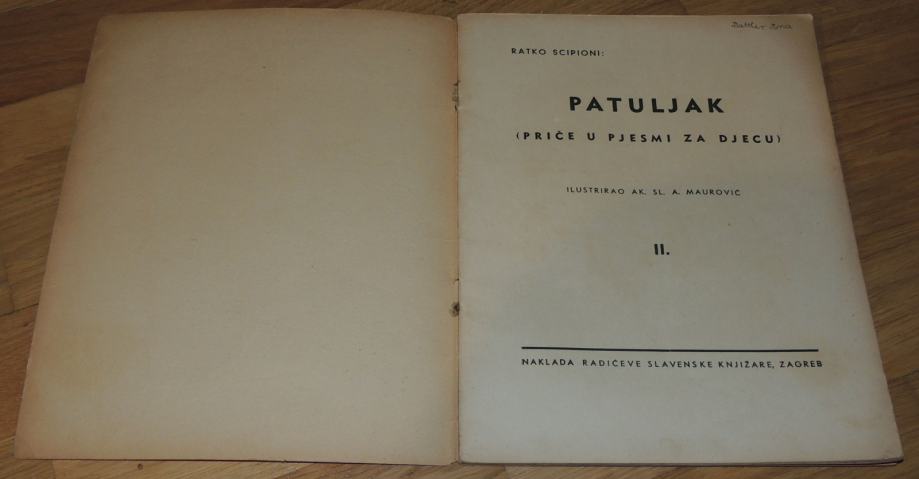 RATKO SCIPIONI:
PATULJAK
(PRIČE U PJESMI ZA DJECU)
ILUSTRIRAO AK. SL. A. MAUROVIĆ
II.
NAKLADA RADIĆEVE SLAVENSKE KNJIŽARE, ZAGREB